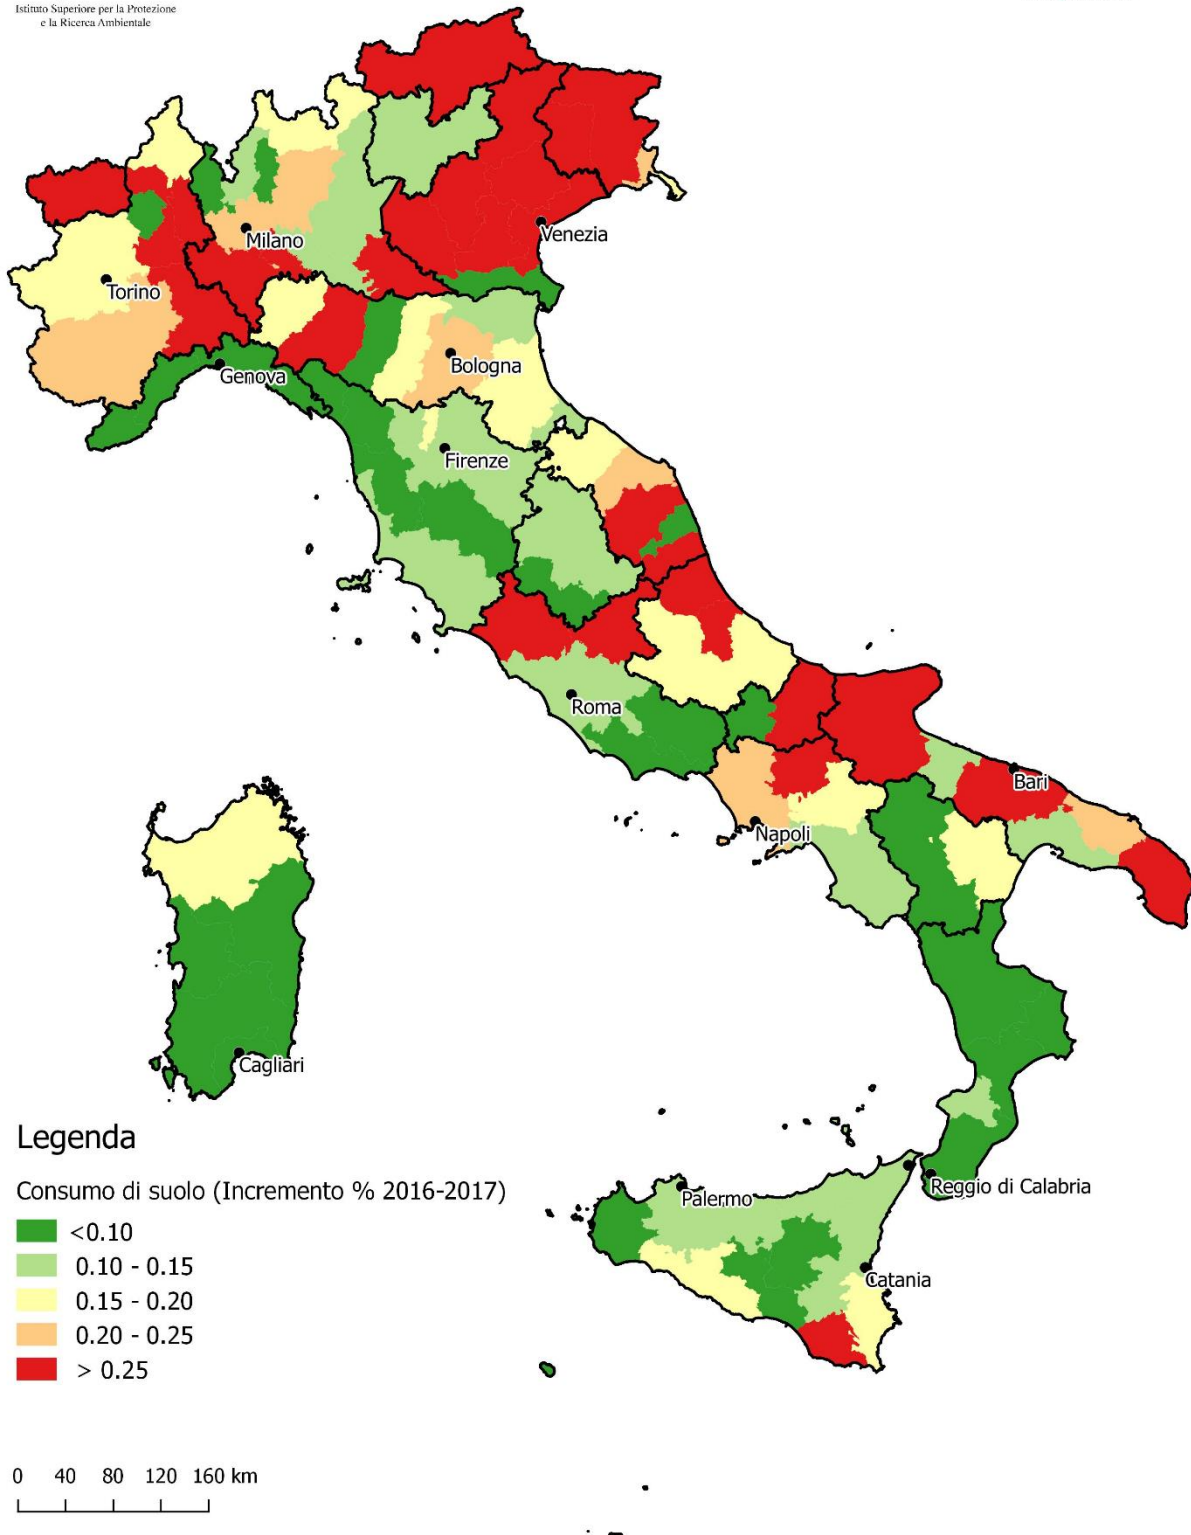 Istituto Superiore per la Protezione
e la Ricerca Ambientale
Milano
Venezia
Torino
Genova
Bologna
Firenze
Roma
Napoli
Bari
Cagliari
Palermo
Reggio di Calabria
Catania
Legenda
Consumo di suolo (Incremento % 2016-2017)
<0.10
0.10 - 0.15
0.15 - 0.20
0.20 - 0.25
> 0.25
0 40 80 120 160 km